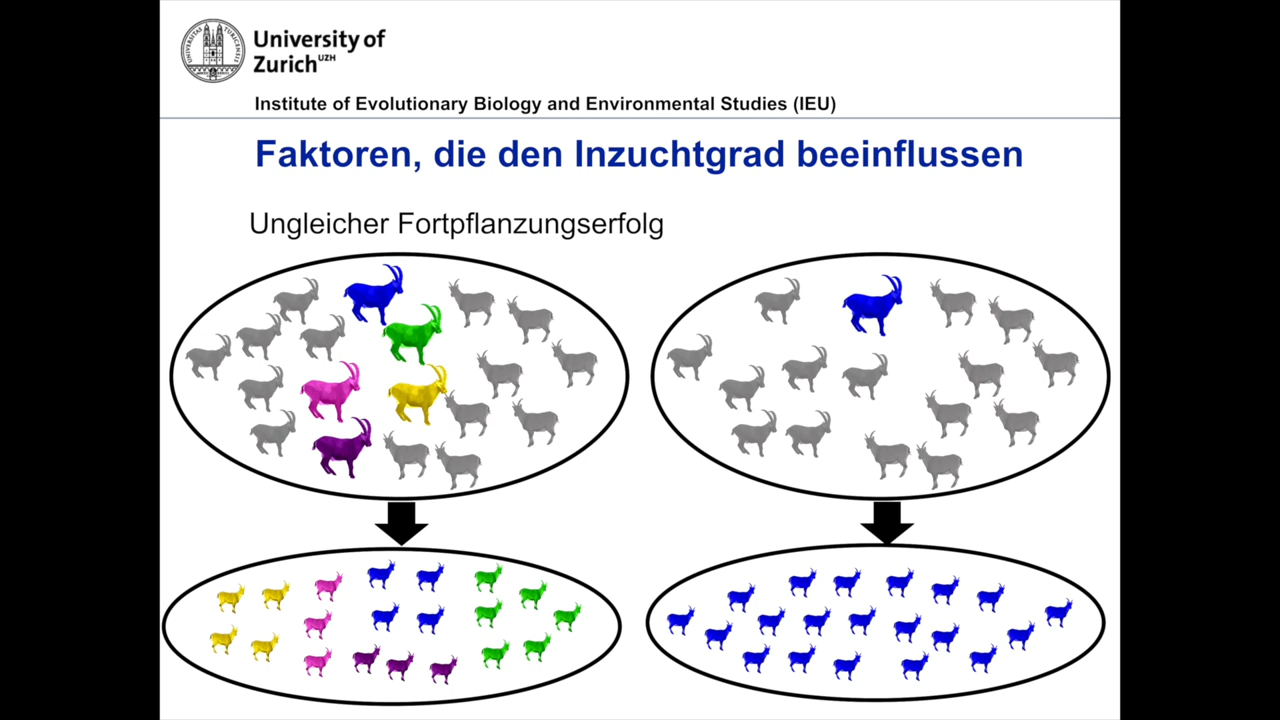 University of
Zurich UZH
Institute of Evolutionary Biology and Environmental Studies (IEU)
Faktoren, die den Inzuchtgrad beeinflussen
Ungleicher Fortpflanzungserfolg